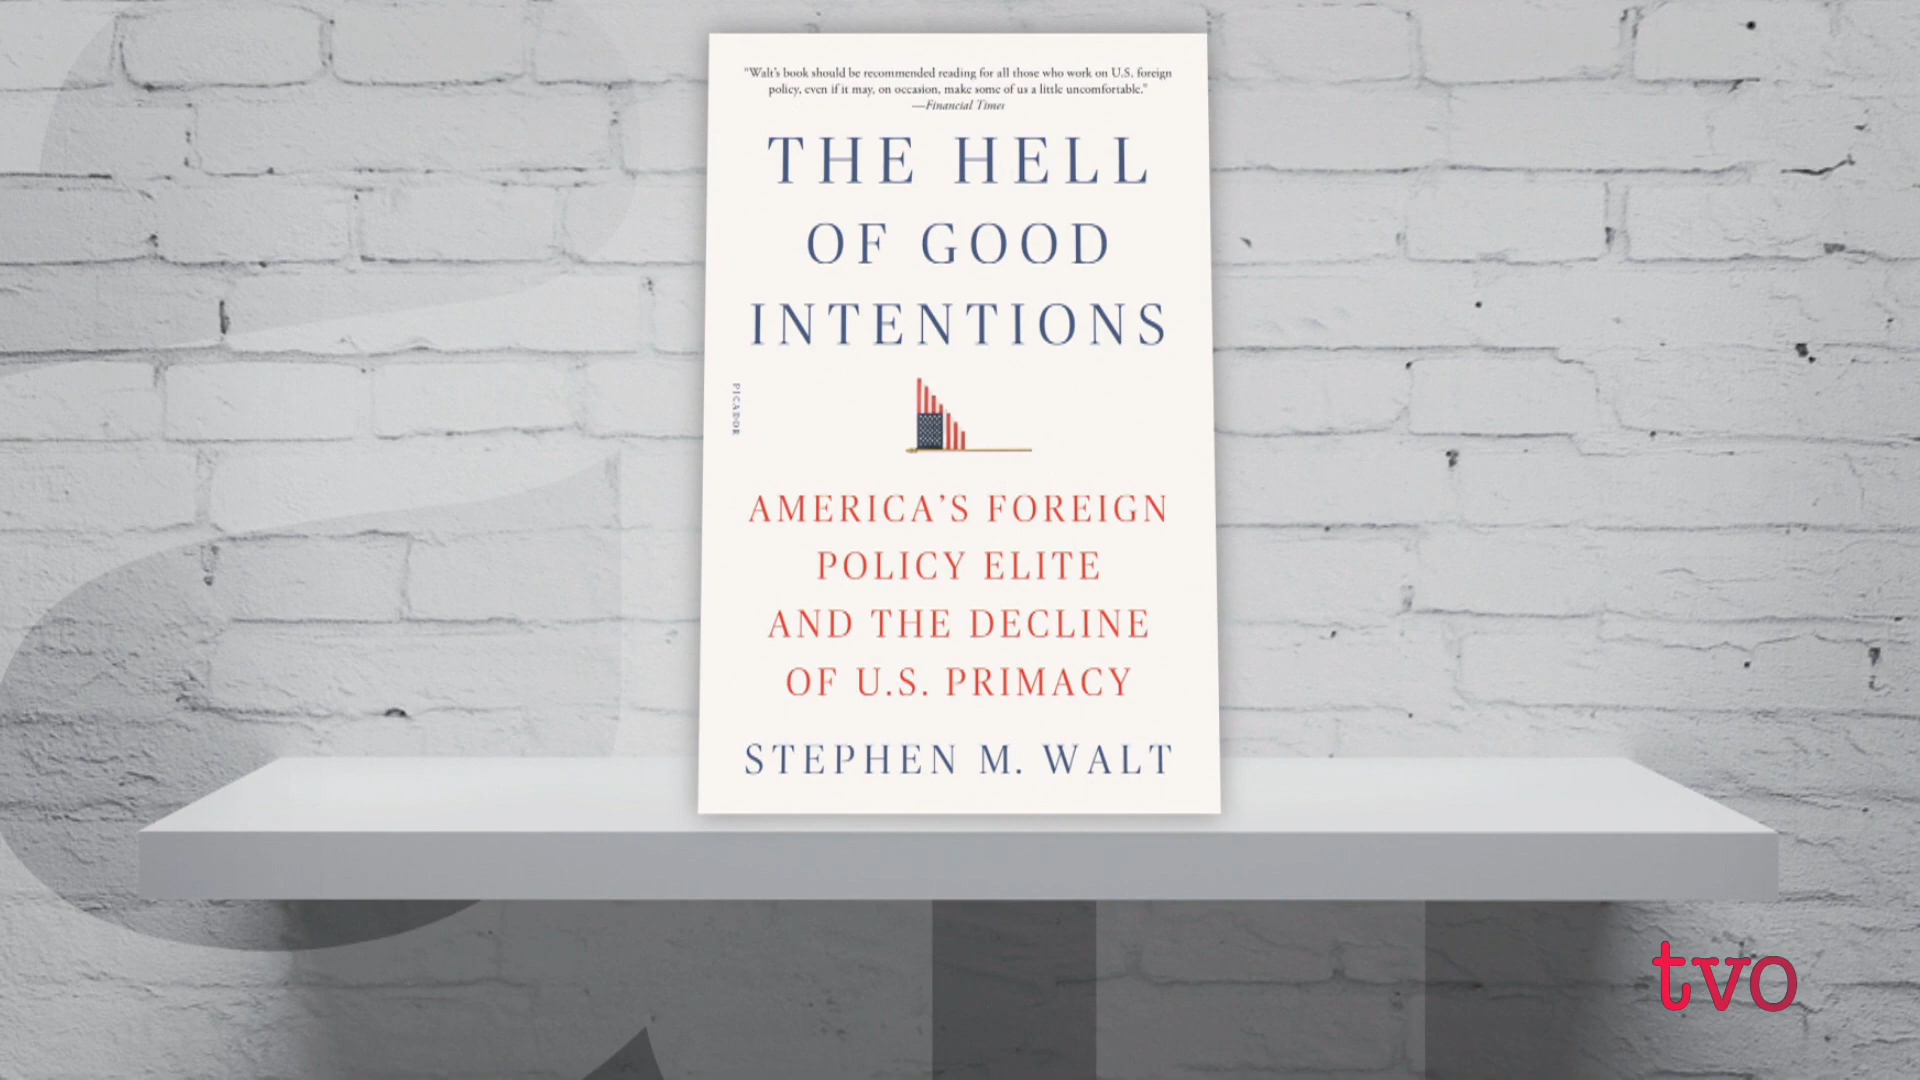 "Walt's book should be recommended reading for all those who work on U.S. foreign
policy, even if it may, on occasion, make some of us a little uncomfortable."
—Financial Times
THE HELL
OF GOOD
INTENTIONS
PICADOR
AMERICA'S FOREIGN
POLICY ELITE
AND THE DECLINE
OF U.S. PRIMACY
STEPHEN M. WALT
tvo